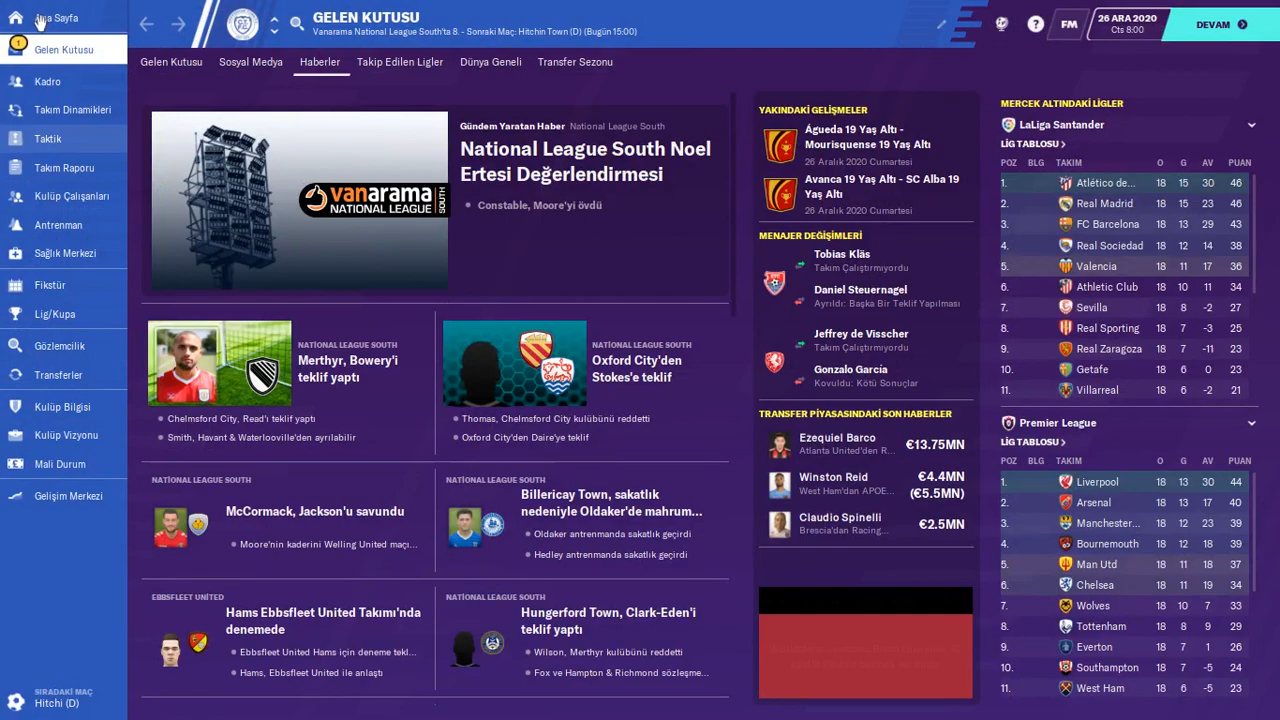 Ana Sayfa
1
Gelen Kutusu
Kadro
Takım Dinamikleri
Taktik
Takım Raporu
Kulüp Çalışanları
Antrenman
Sağlık Merkezi
Fikstür
Lig/Kupa
Gözlemcilik
Transferler
Kulüp Bilgisi
Kulüp Vizyonu
Mali Durum
Gelişim Merkezi
SIRADAKİ MAÇ
Hitchi (D)
GELEN KUTUSU
Vanarama National League South'ta 8. - Sonraki Maç: Hitchin Town (D) (Bugün 15:00)
?
FM
26 ARA 2020
Cts 8:00
DEVAM
Gelen Kutusu
Sosyal Medya
Haberler
Takip Edilen Ligler
Dünya Geneli
Transfer Sezonu
vanarama
NATIONAL LEAGUE
SOUTH
Gündem Yaratan Haber National League South
National League South Noel
Ertesi Değerlendirmesi
Constable, Moore'yi övdü
NATIONAL LEAGUE SOUTH
Merthyr, Bowery'i
teklif yaptı
Chelmsford City, Read'ı teklif yaptı
Smith, Havant & Waterlooville'den ayrılabilir
NATIONAL LEAGUE SOUTH
Oxford City'den
Stokes'e teklif
Thomas, Chelmsford City kulübünü reddetti
Oxford City'den Daire'ye teklif
NATIONAL LEAGUE SOUTH
McCormack, Jackson'u savundu
Moore'nin kaderini Welling United maçı...
NATIONAL LEAGUE SOUTH
Billericay Town, sakatlık
nedeniyle Oldaker'de mahrum...
Oldaker antrenmanda sakatlık geçirdi
Hedley antrenmanda sakatlık geçirdi
EBBSFLEET UNITED
Hams Ebbsfleet United Takımı'nda
denemede
Ebbsfleet United Hams için deneme tekl...
Hams, Ebbsfleet United ile anlaştı
NATIONAL LEAGUE SOUTH
Hungerford Town, Clark-Eden'i
teklif yaptı
Wilson, Merthyr kulübünü reddetti
Fox ve Hampton & Richmond sözleşme...
YAKINDAKİ GELİŞMELER
Águeda 19 Yaş Altı -
Mourisquense 19 Yaş Altı
26 Aralık 2020 Cumartesi
Avanca 19 Yaş Altı - SC Alba 19
Yaş Altı
26 Aralık 2020 Cumartesi
MENAJER DEĞİŞİMLERİ
Tobias Kläs
Takım Çalıştırmıyordu
Daniel Steuernagel
Ayrıldı: Başka Bir Teklif Yapılması
Jeffrey de Visscher
Takım Çalıştırmıyordu
Gonzalo García
Kovuldu: Kötü Sonuçlar
TRANSFER PİYASASINDAKİ SON HABERLER
Ezequiel Barco €13.75MN
Atlanta United'den R...
Winston Reid €4.4MN
West Ham'dan APOE... (€5.5MN)
Claudio Spinelli €2.5MN
Brescia'dan Racing...
MERCEK ALTINDAKİ LİGLER
LaLiga Santander
LİG TABLOSU
POZ BLG TAKIM O G AV PUAN
1. Atlético de... 18 15 30 46
2. Real Madrid 18 15 23 46
3. FC Barcelona 18 13 29 43
4. Real Sociedad 18 12 14 38
5. Valencia 18 11 17 36
6. Athletic Club 18 10 11 34
7. Sevilla 18 8 -2 27
8. Real Sporting 18 7 -3 25
9. Real Zaragoza 18 7 -11 23
10. Getafe 18 6 0 23
11. Villarreal 18 6 -2 21
Premier League
LİG TABLOSU
POZ BLG TAKIM O G AV PUAN
1. Liverpool 18 13 30 44
2. Arsenal 18 13 17 40
3. Manchester... 18 12 23 39
4. Bournemouth 18 12 18 39
5. Man Utd 18 11 18 37
6. Chelsea 18 11 19 34
7. Wolves 18 10 7 33
8. Tottenham 18 8 9 29
9. Everton 18 7 1 26
10. Southampton 18 7 -5 24
11. West Ham 18 6 -5 23